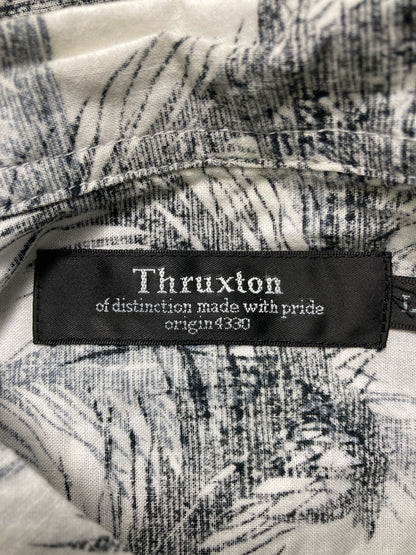 Thruxton
of distinction made with pride
origin4330